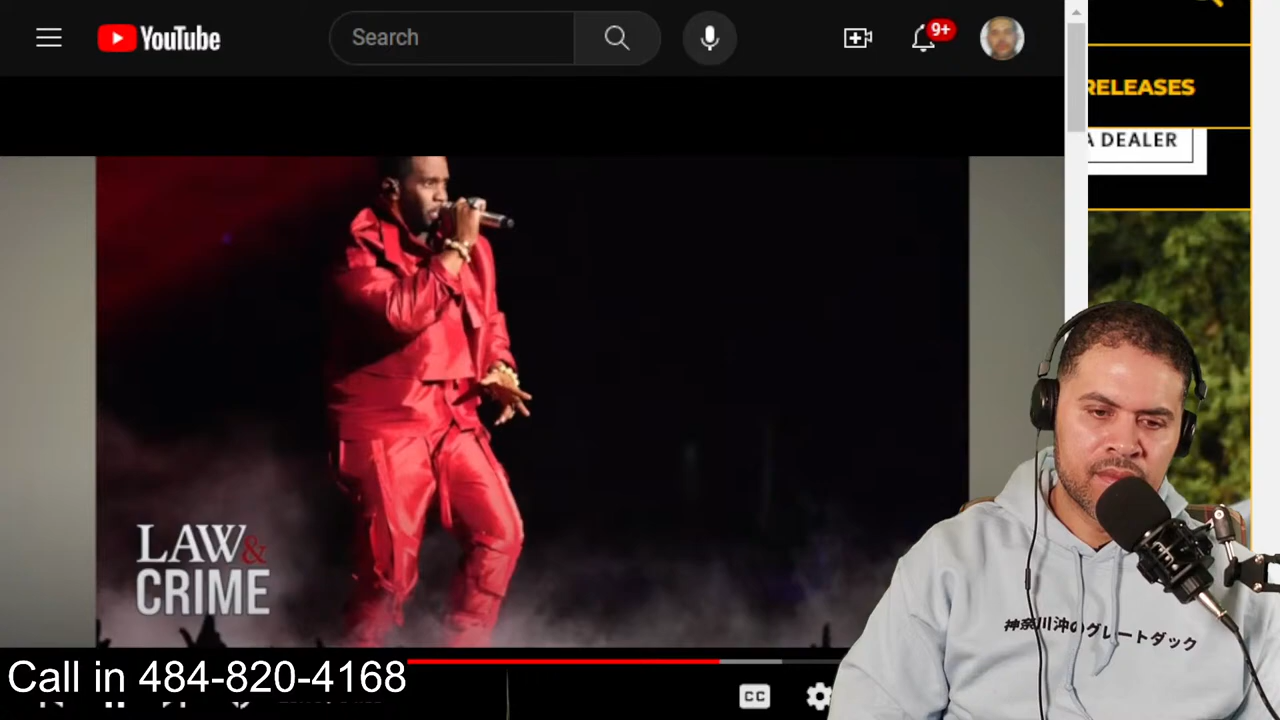 YouTube
Search
9+
RELEASES
A DEALER
LAW&
CRIME
神奈川沖のグレートダック
Call in 484-820-4168
CC